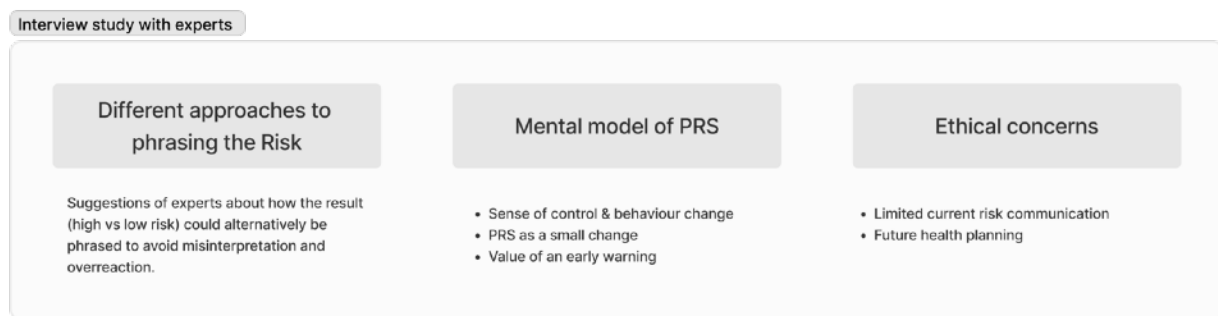 Interview study with experts
Different approaches to
phrasing the Risk
Suggestions of experts about how the result
(high vs low risk) could alternatively be
phrased to avoid misinterpretation and
overreaction.
Mental model of PRS
• Sense of control & behaviour change
• PRS as a small change
• Value of an early warning
Ethical concerns
• Limited current risk communication
• Future health planning